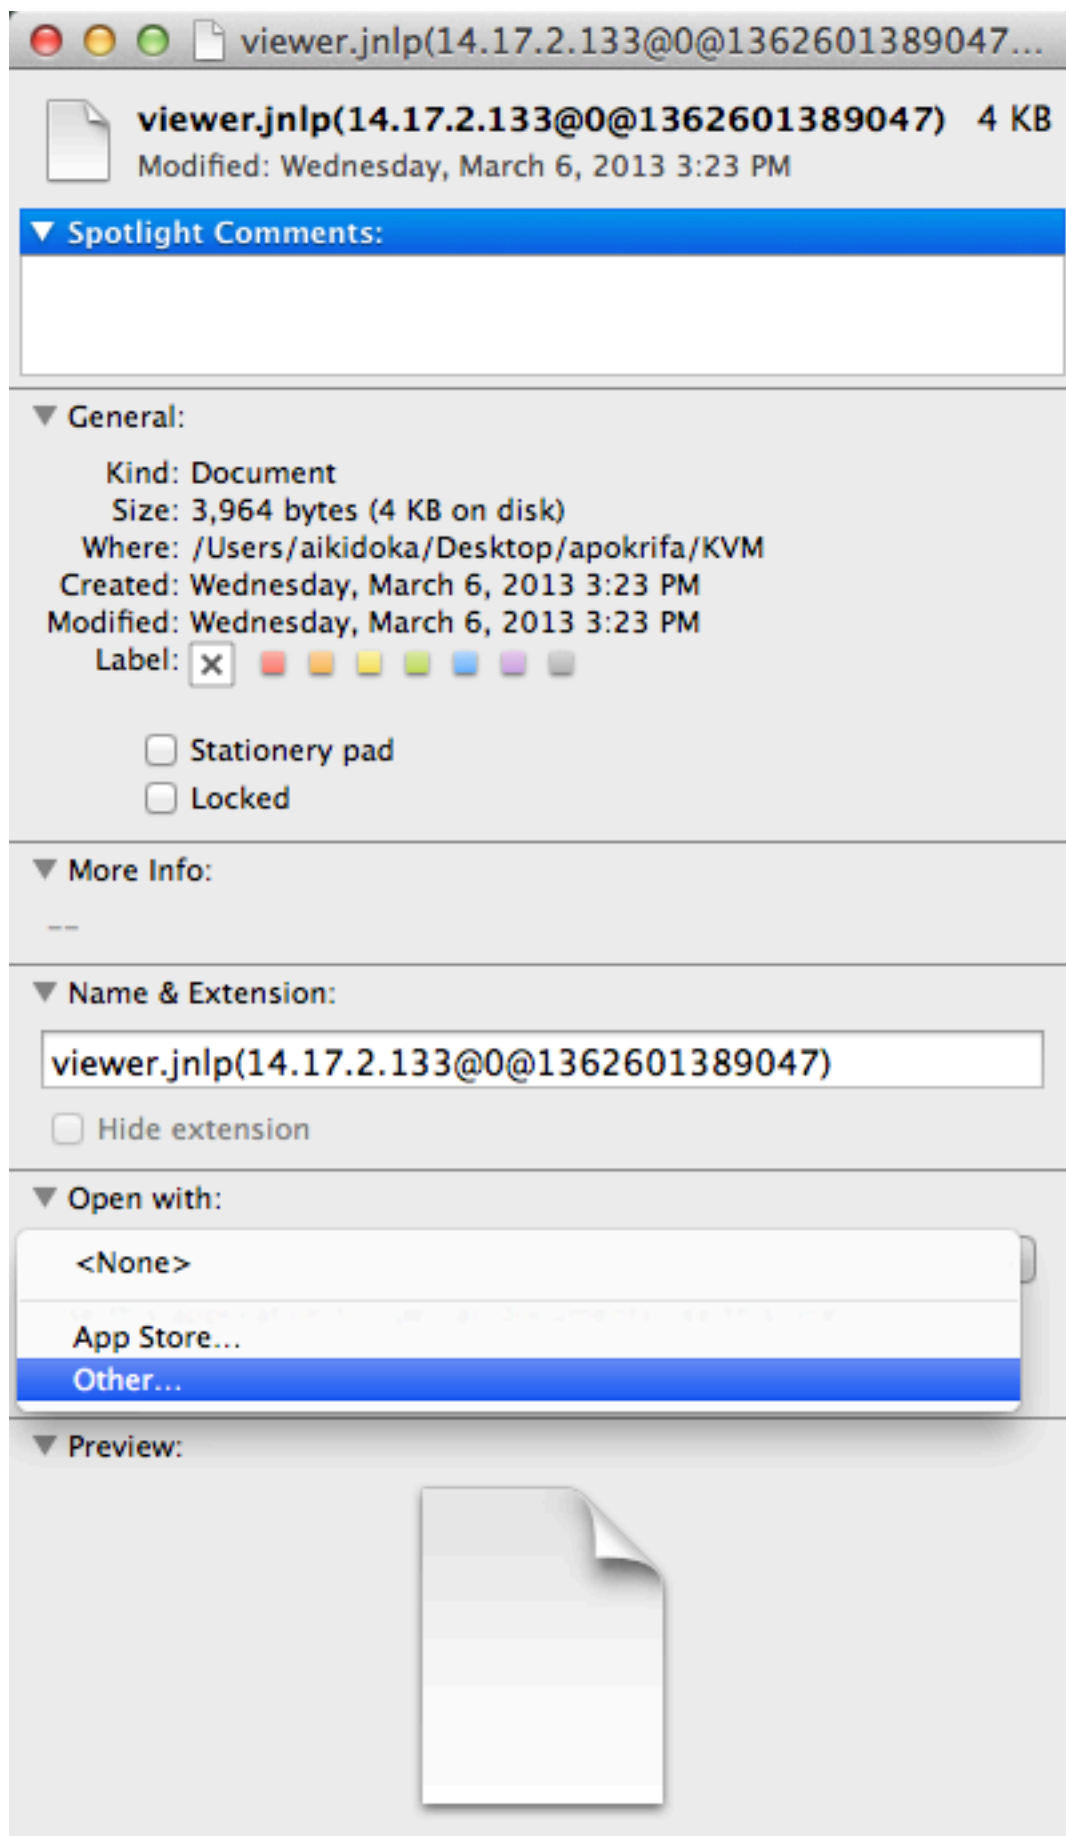 viewer.jnlp(14.17.2.133@0@1362601389047...
viewer.jnlp(14.17.2.133@0@1362601389047) 4 KB
Modified: Wednesday, March 6, 2013 3:23 PM
Spotlight Comments:
General:
Kind: Document
Size: 3,964 bytes (4 KB on disk)
Where: /Users/aikidoka/Desktop/apokrifa/KVM
Created: Wednesday, March 6, 2013 3:23 PM
Modified: Wednesday, March 6, 2013 3:23 PM
Label:
Stationery pad
Locked
More Info:
--
Name & Extension:
viewer.jnlp(14.17.2.133@0@1362601389047)
Hide extension
Open with:
<None>
App Store...
Other...
Preview: